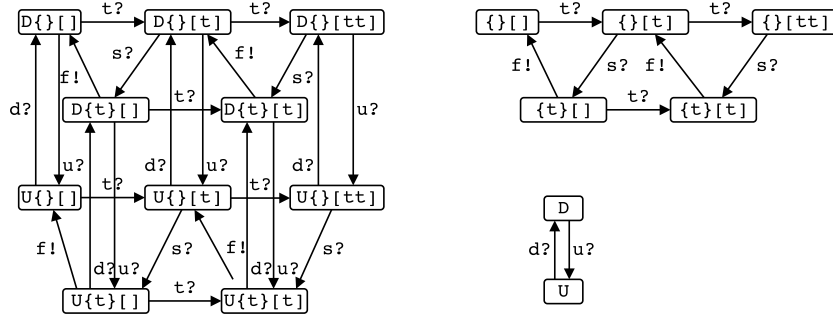 t? t? t? t?
D{}[] D{}[t] D{}[tt] {}[] {}[t] {}[tt]
f! s? f! s? f! s? f! s?
D{t}[] t? D{t}[t] {t}[] t? {t}[t]
d? u?
u? d? u?
t? t?
U{}[] U{}[t] U{}[tt]
D
f! s? f! s? d? u?
d? u? d? u?
t?
U{t}[] U{t}[t] U